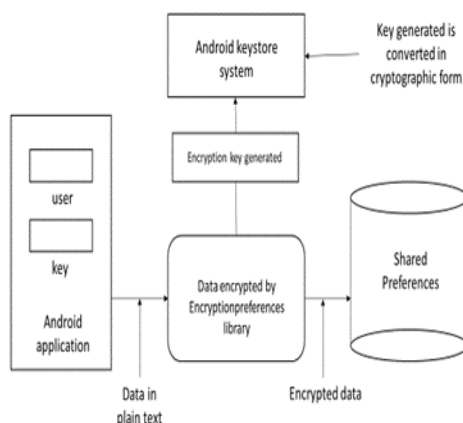 Android keystore
system
Key generated is
converted in
cryptographic form
Encryption key generated
user
key
Android
application
Data encrypted by
Encryptionpreferences
library
Shared
Preferences
Data in
plain text
Encrypted data